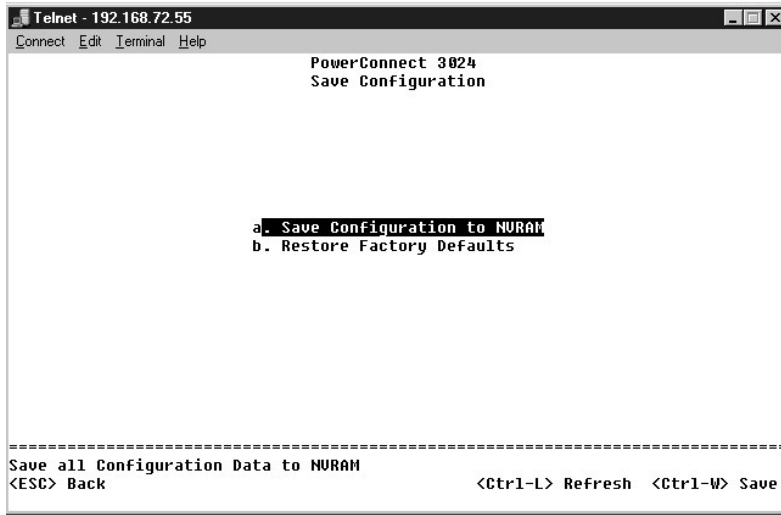 Telnet - 192.168.72.55
Connect Edit Terminal Help
PowerConnect 3024
Save Configuration
a. Save Configuration to NVRAM
b. Restore Factory Defaults
================================================================================
Save all Configuration Data to NVRAM
<ESC> Back <Ctrl-L> Refresh <Ctrl-W> Save